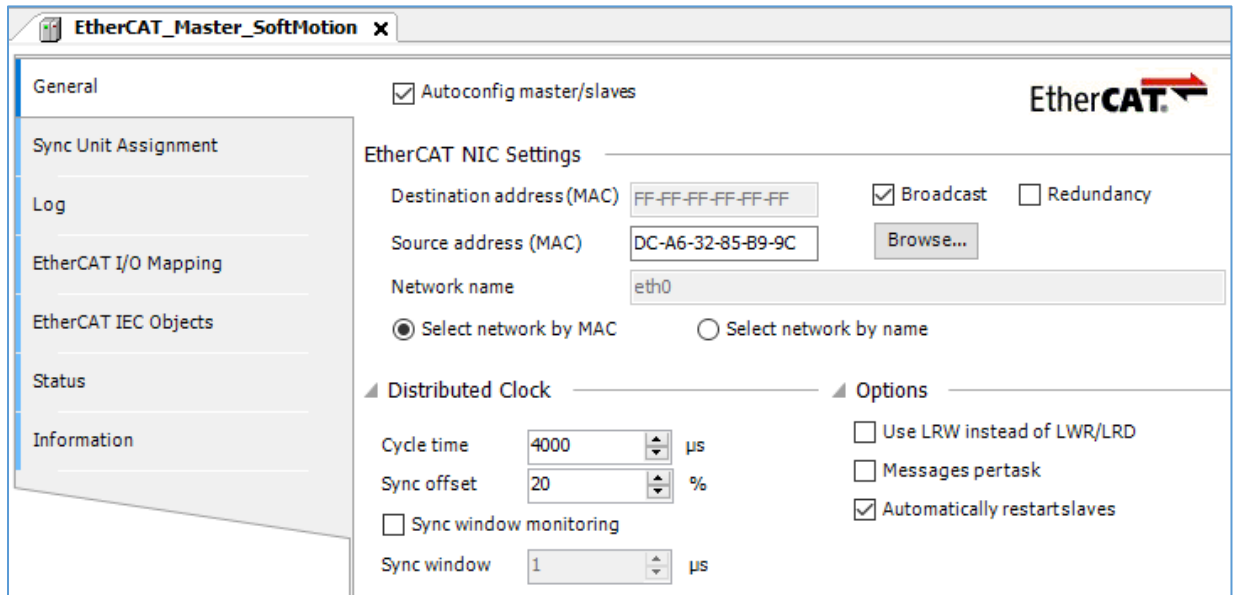 EtherCAT_Master_SoftMotion
General
Sync Unit Assignment
Log
EtherCAT I/O Mapping
EtherCAT IEC Objects
Status
Information
Autoconfig master/slaves
EtherCAT.
EtherCAT NIC Settings
Destination address(MAC) FF-FF-FF-FF-FF-FF Broadcast Redundancy
Source address (MAC) DC-A6-32-85-B9-9C Browse...
Network name eth0
Select network by MAC Select network by name
Distributed Clock
Cycle time 4000 µs
Sync offset 20 %
Sync window monitoring
Sync window 1 µs
Options
Use LRW instead of LWR/LRD
Messages pertask
Automatically restartslaves